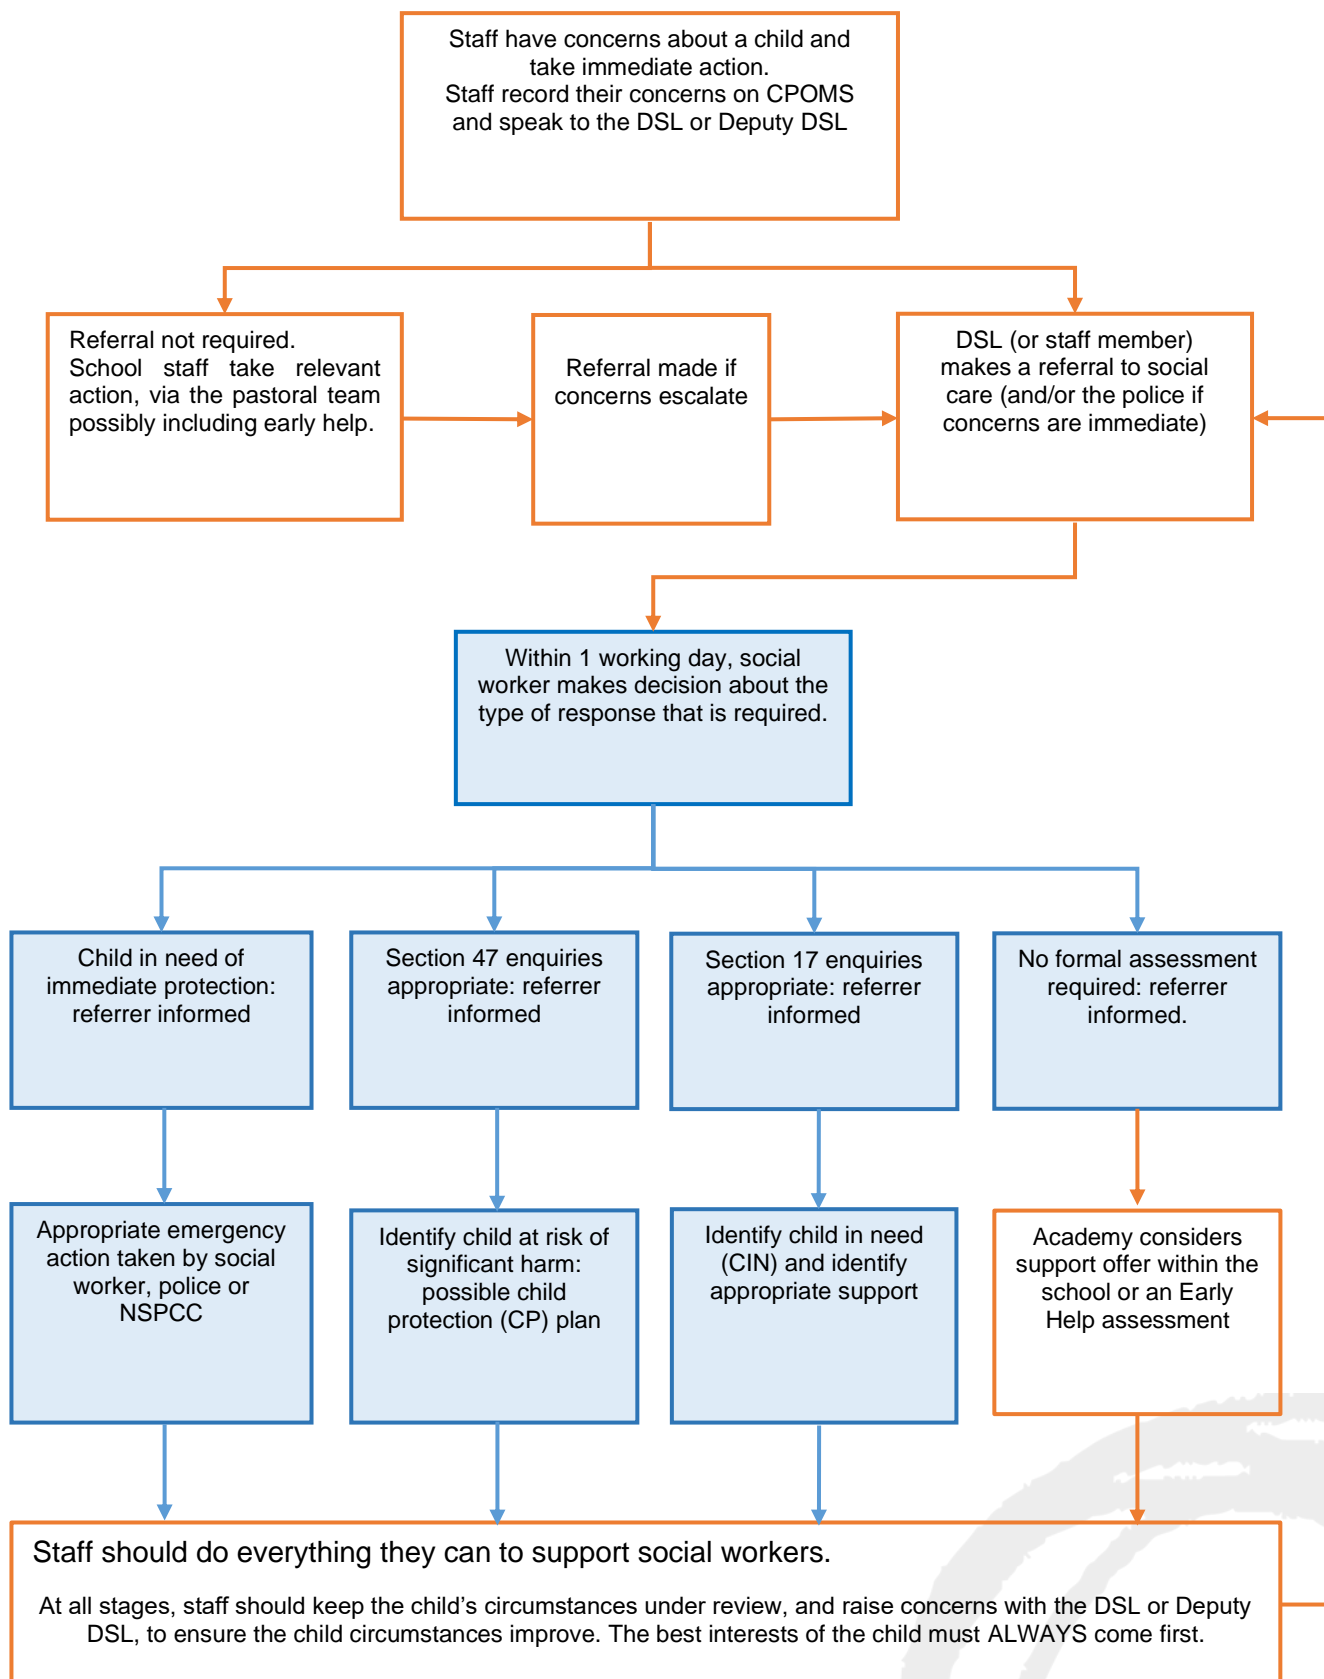 Staff have concerns about a child and
take immediate action.
Staff record their concerns on CPOMS
and speak to the DSL or Deputy DSL
Referral not required.
School staff take relevant
action, via the pastoral team
possibly including early help.
Referral made if
concerns escalate
DSL (or staff member)
makes a referral to social
care (and/or the police if
concerns are immediate)
Within 1 working day, social
worker makes decision about the
type of response that is required.
Child in need of
immediate protection:
referrer informed
Section 47 enquiries
appropriate: referrer
informed
Section 17 enquiries
appropriate: referrer
informed
No formal assessment
required: referrer
informed.
Appropriate emergency
action taken by social
worker, police or
NSPCC
Identify child at risk of
significant harm:
possible child
protection (CP) plan
Identify child in need
(CIN) and identify
appropriate support
Academy considers
support offer within the
school or an Early
Help assessment
Staff should do everything they can to support social workers.
At all stages, staff should keep the child’s circumstances under review, and raise concerns with the DSL or Deputy
DSL, to ensure the child circumstances improve. The best interests of the child must ALWAYS come first.